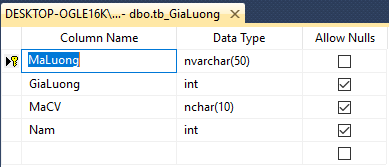 DESKTOP-OGLE16K\...- dbo.tb_GiaLuong
Column Name Data Type Allow Nulls
MaLuong nvarchar(50)
GiaLuong int
MaCV nchar(10)
Nam int